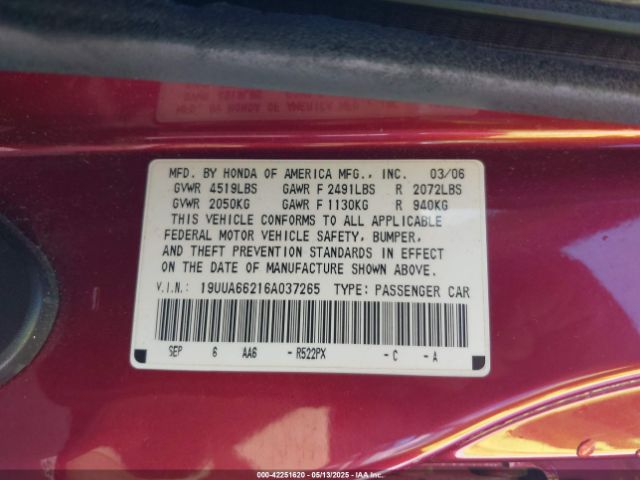 MFD. BY HONDA OF AMERICA MFG., INC. 03/06
GVWR 4519LBS GAWR F 2491LBS R 2072LBS
GVWR 2050KG GAWR F 1130KG R 940KG
THIS VEHICLE CONFORMS TO ALL APPLICABLE
FEDERAL MOTOR VEHICLE SAFETY, BUMPER,
AND THEFT PREVENTION STANDARDS IN EFFECT
ON THE DATE OF MANUFACTURE SHOWN ABOVE.
V.I.N: 19UUA66216A037265 TYPE: PASSENGER CAR
SEP 6 AA6 -R522PX -C -A
000-42251620 05/13/2025 IAA Inc.